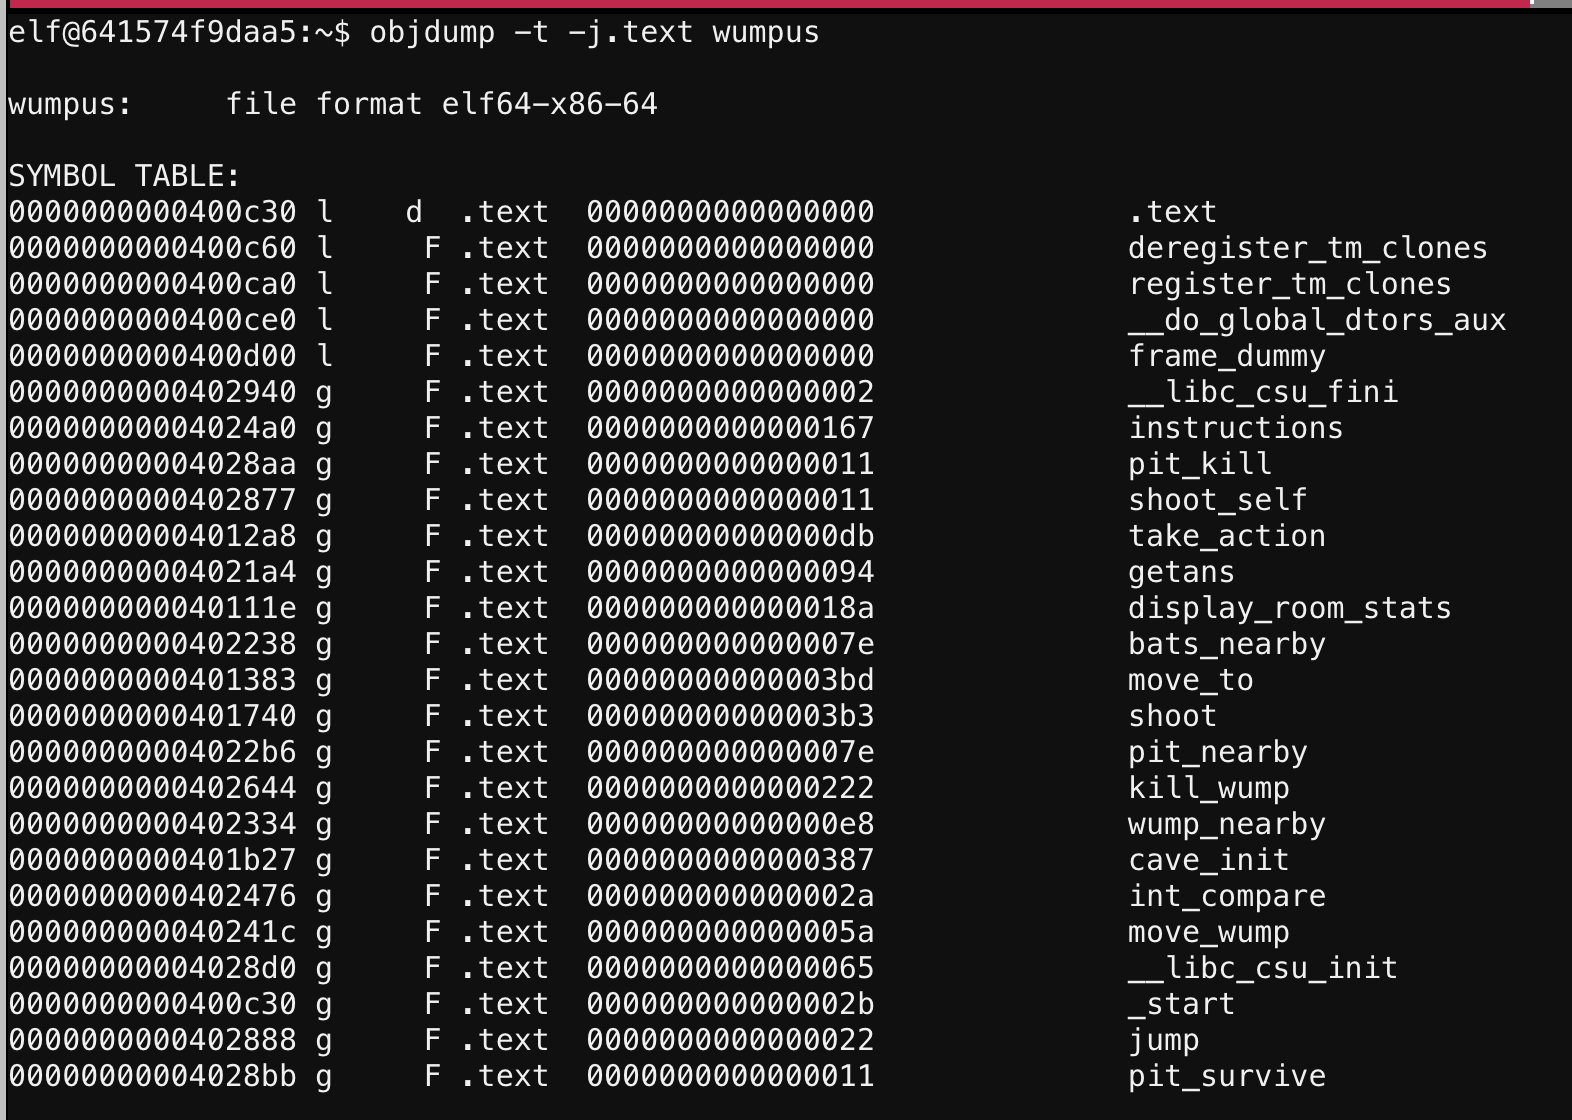 elf@641574f9daa5:~$ objdump -t -j.text wumpus
wumpus:     file format elf64-x86-64
SYMBOL TABLE:
0000000000400c30 l    d  .text  0000000000000000              .text
0000000000400c60 l     F .text  0000000000000000              deregister_tm_clones
0000000000400ca0 l     F .text  0000000000000000              register_tm_clones
0000000000400ce0 l     F .text  0000000000000000              __do_global_dtors_aux
0000000000400d00 l     F .text  0000000000000000              frame_dummy
0000000000402940 g     F .text  0000000000000002              __libc_csu_fini
00000000004024a0 g     F .text  0000000000000167              instructions
00000000004028aa g     F .text  0000000000000011              pit_kill
0000000000402877 g     F .text  0000000000000011              shoot_self
00000000004012a8 g     F .text  00000000000000db              take_action
00000000004021a4 g     F .text  0000000000000094              getans
000000000040111e g     F .text  000000000000018a              display_room_stats
0000000000402238 g     F .text  000000000000007e              bats_nearby
0000000000401383 g     F .text  00000000000003bd              move_to
0000000000401740 g     F .text  00000000000003b3              shoot
00000000004022b6 g     F .text  000000000000007e              pit_nearby
0000000000402644 g     F .text  0000000000000222              kill_wump
0000000000402334 g     F .text  00000000000000e8              wump_nearby
0000000000401b27 g     F .text  0000000000000387              cave_init
0000000000402476 g     F .text  000000000000002a              int_compare
000000000040241c g     F .text  000000000000005a              move_wump
00000000004028d0 g     F .text  0000000000000065              __libc_csu_init
0000000000400c30 g     F .text  000000000000002b              _start
0000000000402888 g     F .text  0000000000000022              jump
00000000004028bb g     F .text  0000000000000011              pit_survive